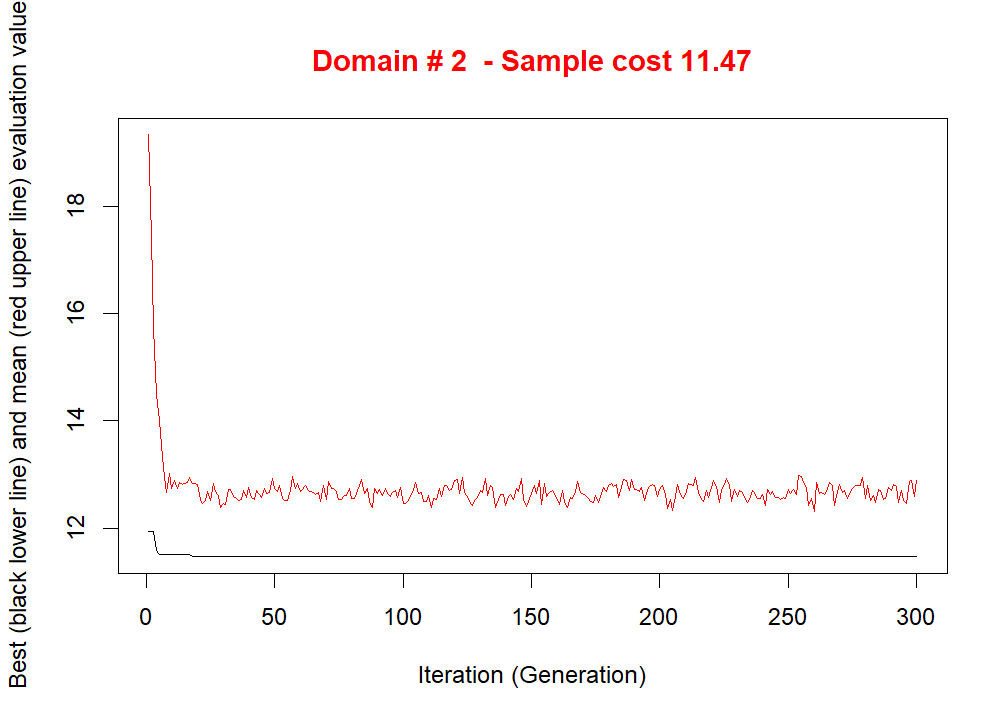 Domain # 2  - Sample cost 11.47
Best (black lower line) and mean (red upper line) evaluation value
18
16
14
12
0 50 100 150 200 250 300
Iteration (Generation)